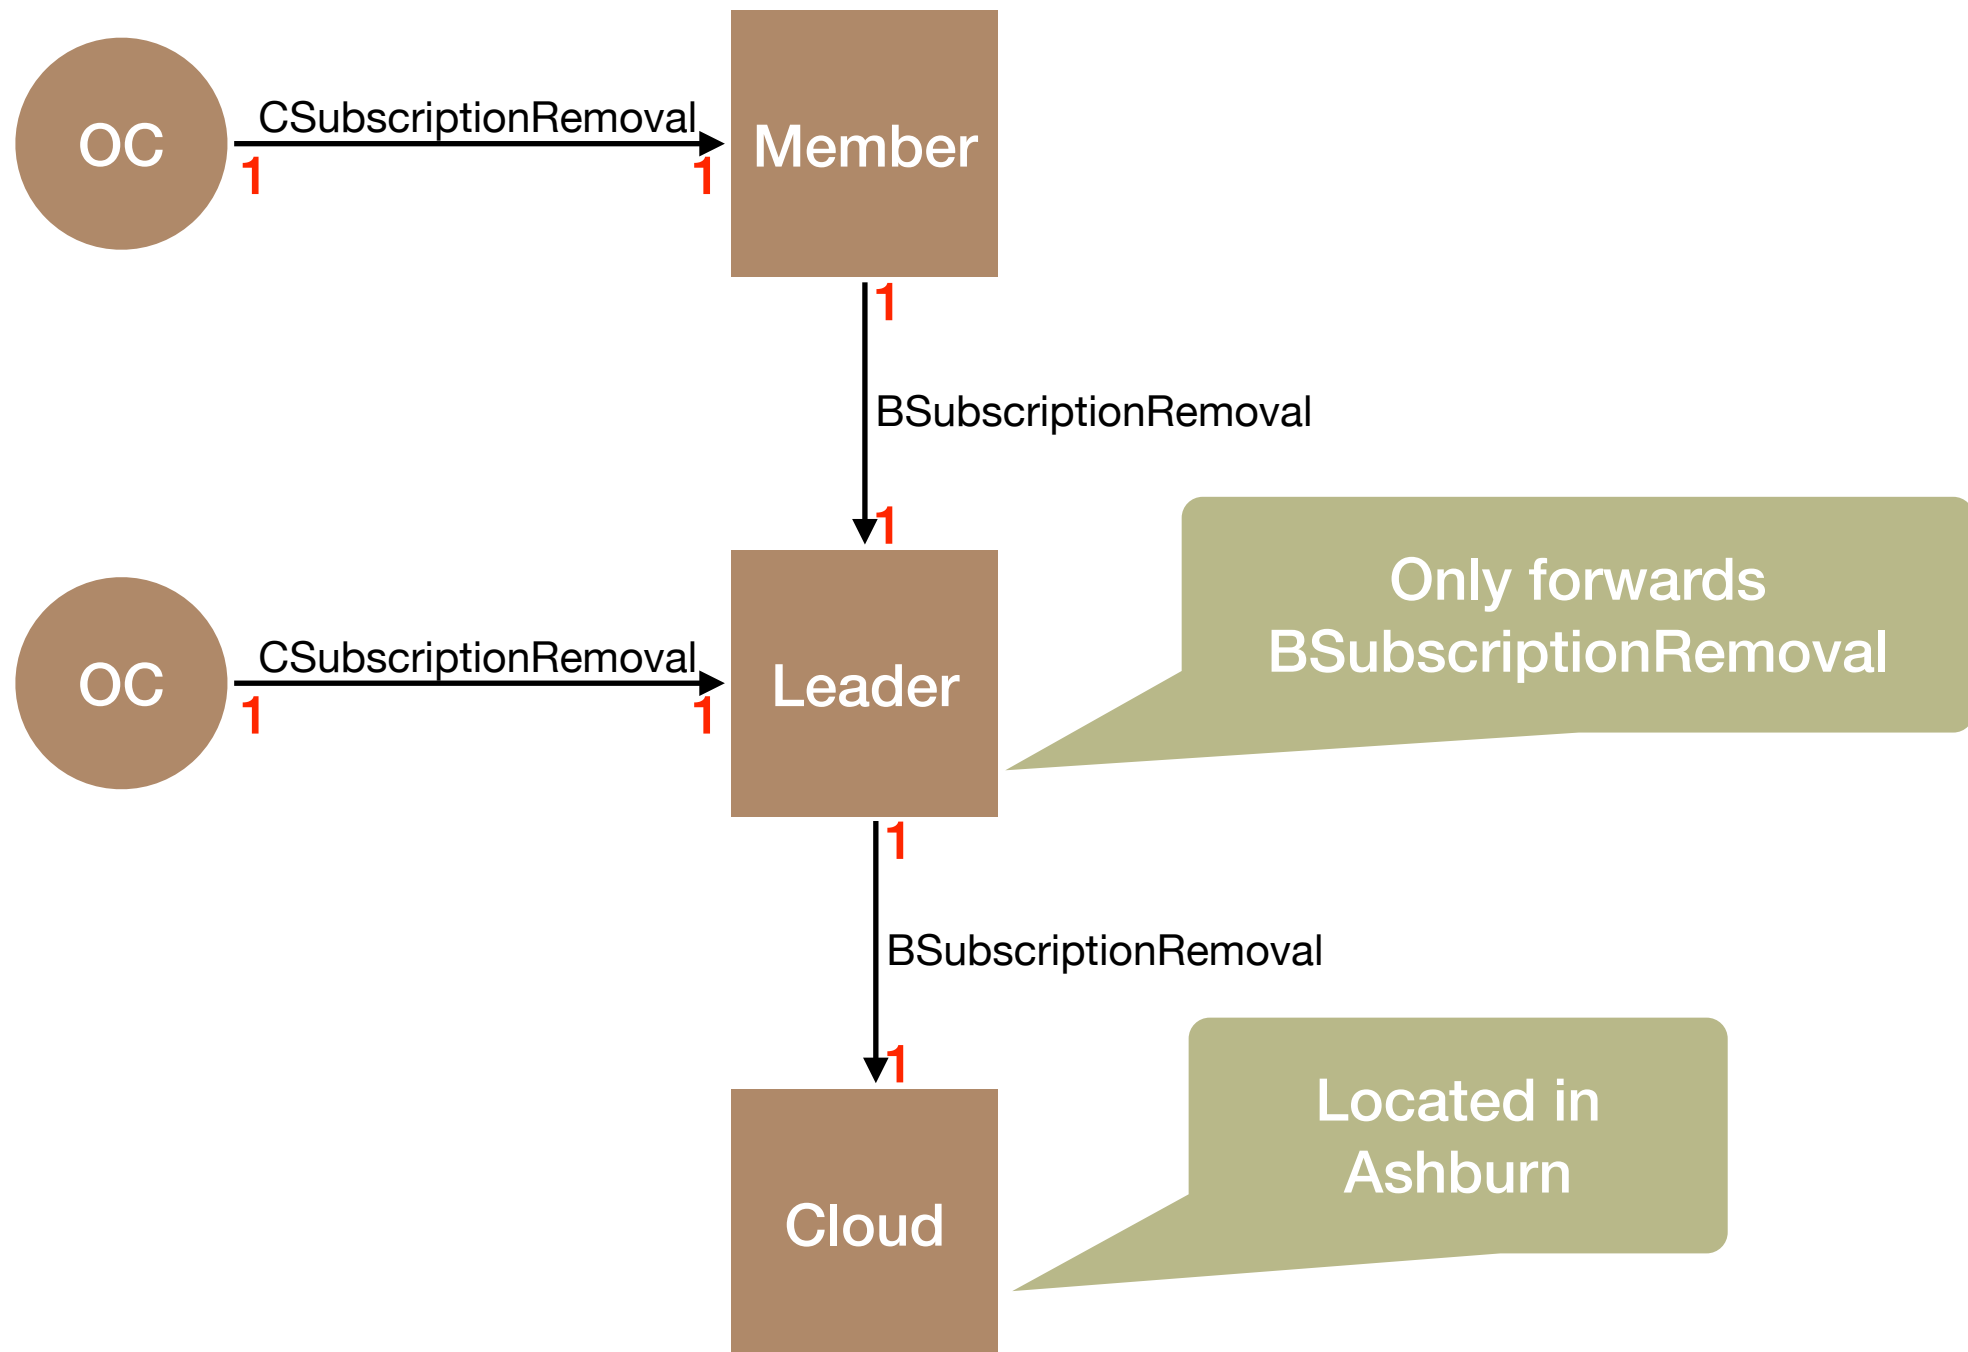 OC
CSubscriptionRemoval
1
1
Member
1
BSubscriptionRemoval
1
OC
CSubscriptionRemoval
1
1
Leader
Only forwards
BSubscriptionRemoval
1
BSubscriptionRemoval
1
Cloud
Located in
Ashburn